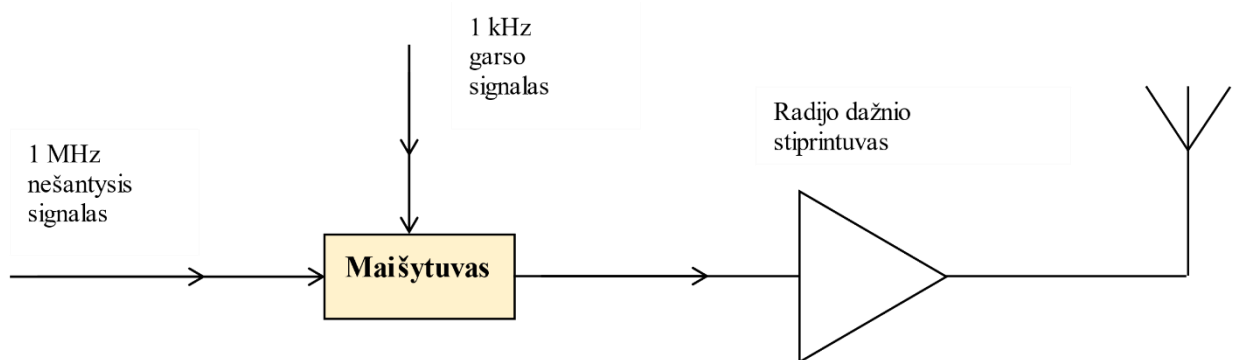 1 kHz
garso
signalas
Radijo dažnio
stiprintuvas
1 MHz
nešantysis
signalas
Maišytuvas